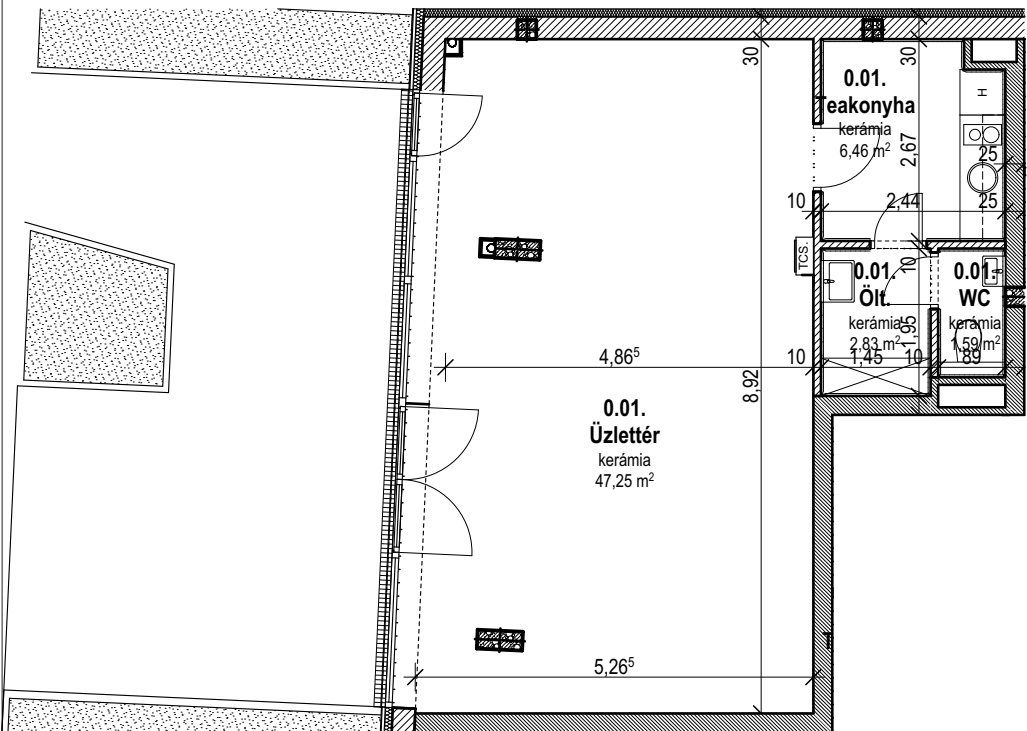 30
30
0.01.
Teakonyha
kerámia
6,46 m²
H
2,67
25
10
2,44
25
TCS.
0.01.
Ölt.
kerámia
2,83 m²
10
1,95
0.01.
WC
kerámia
1,59 m²
4,86⁵
10
1,45
10
89
8,92
0.01.
Üzlettér
kerámia
47,25 m²
5,26⁵